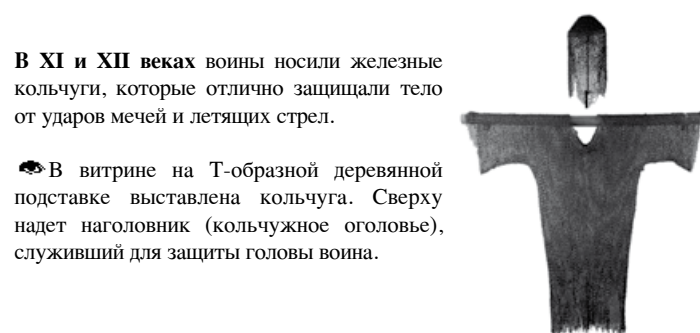 В XI и XII веках воины носили железные
кольчуги, которые отлично защищали тело
от ударов мечей и летящих стрел.
В витрине на Т-образной деревянной
подставке выставлена кольчуга. Сверху
надет наголовник (кольчужное оголовье),
служивший для защиты головы воина.